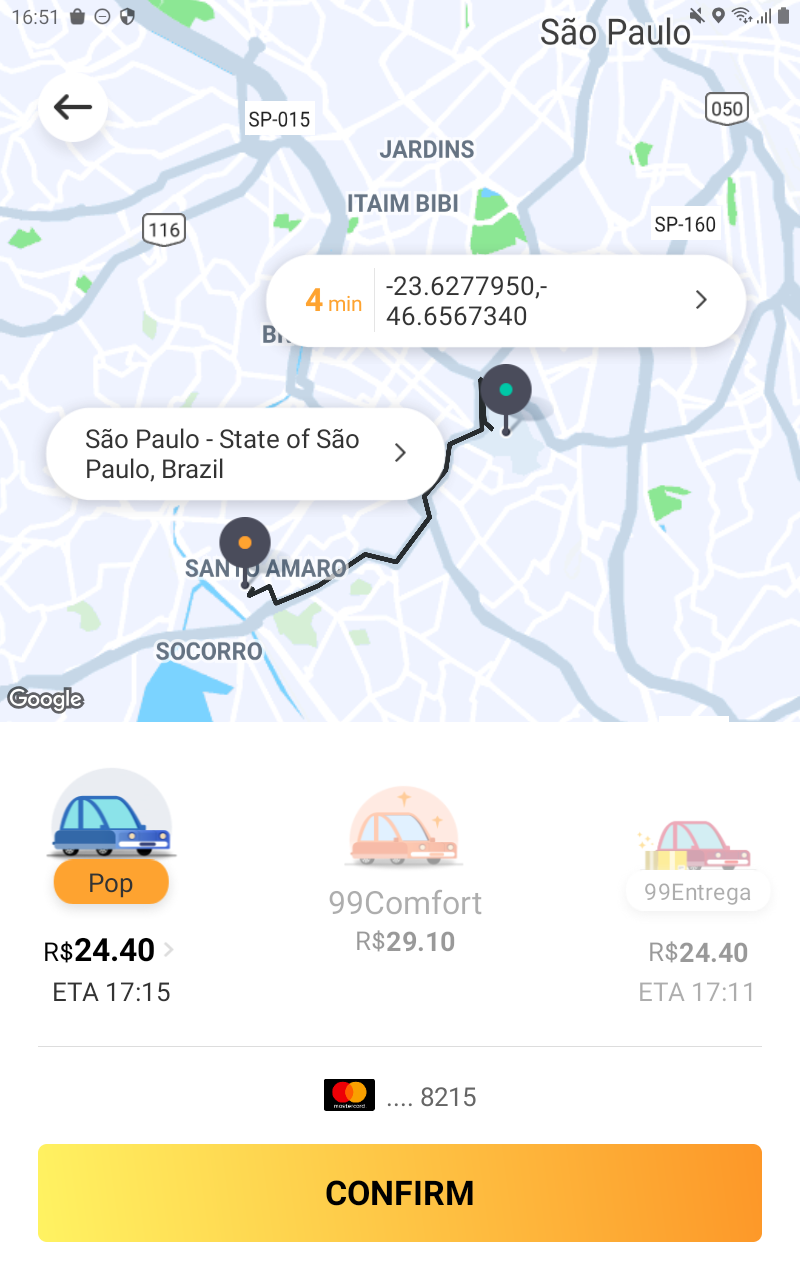 16:51
São Paulo
SP-015
050
JARDINS
ITAIM BIBI
116
SP-160
4 min
-23.6277950,-
46.6567340
São Paulo - State of São
Paulo, Brazil
SANTO AMARO
SOCORRO
Google
Pop
R$24.40
ETA 17:15
99Comfort
R$29.10
99Entrega
R$24.40
ETA 17:11
mastercard
.... 8215
CONFIRM